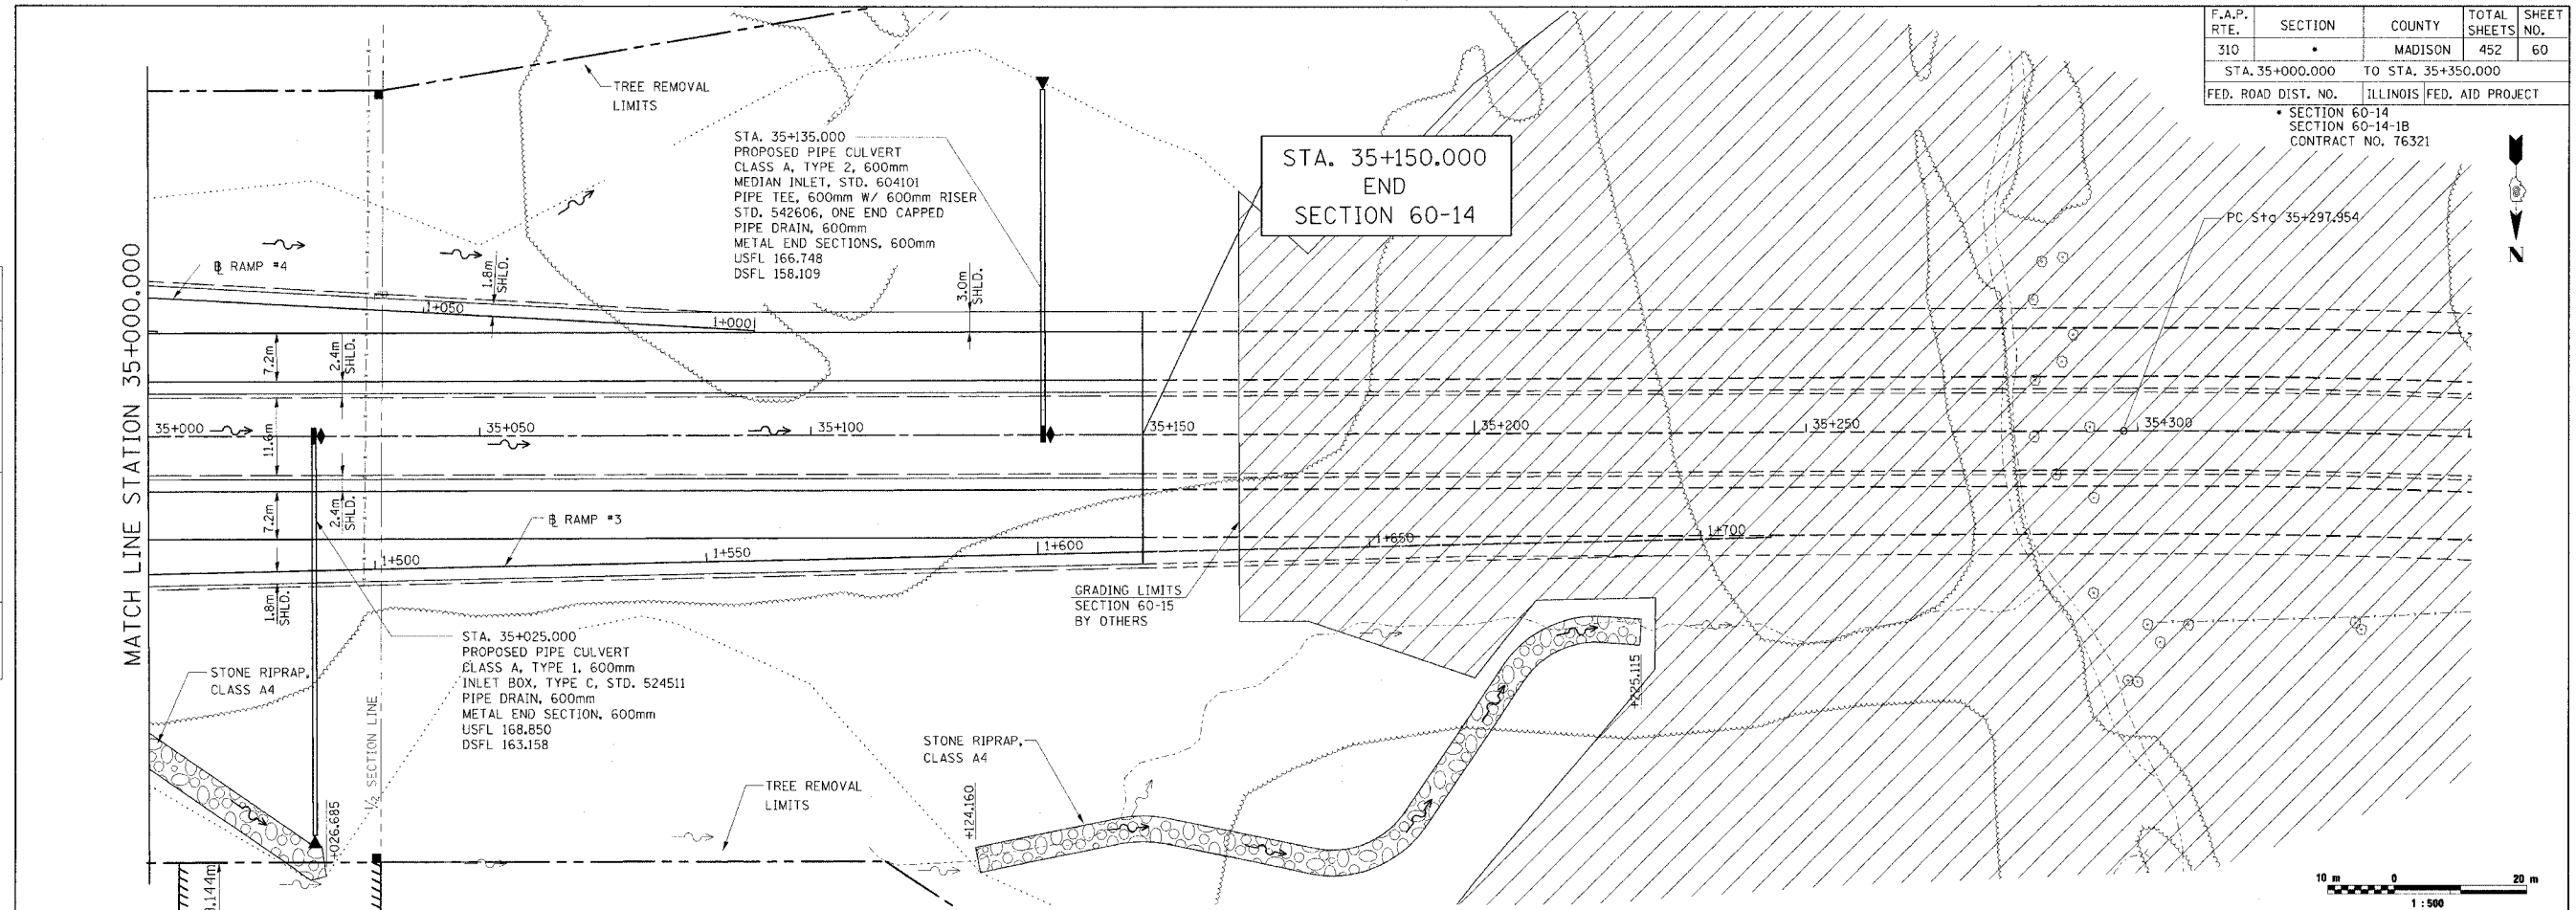 F.A.P. RTE. SECTION COUNTY TOTAL SHEETS SHEET NO.
310 • MADISON 452 60
STA. 35+000.000 TO STA. 35+350.000
FED. ROAD DIST. NO. ILLINOIS FED. AID PROJECT
• SECTION 60-14
SECTION 60-14-1B
CONTRACT NO. 76321
N
TREE REMOVAL
LIMITS
STA. 35+135.000
PROPOSED PIPE CULVERT
CLASS A, TYPE 2, 600mm
MEDIAN INLET, STD. 604101
PIPE TEE, 600mm W/ 600mm RISER
STD. 542606, ONE END CAPPED
PIPE DRAIN, 600mm
METAL END SECTIONS, 600mm
USFL 166.748
DSFL 158.109
STA. 35+150.000
END
SECTION 60-14
PC Sta 35+297.954
MATCH LINE STATION 35+000.000
℄ RAMP #4
1.8m
SHLD.
3.0m
SHLD.
1+050
1+000
7.2m
2.4m
SHLD.
11.6m
35+000
35+050
35+100
35+150
35+200
35+250
35+300
7.2m
2.4m
SHLD.
℄ RAMP #3
1+500
1+550
1+600
1+650
1+700
1.8m
SHLD.
GRADING LIMITS
SECTION 60-15
BY OTHERS
STA. 35+025.000
PROPOSED PIPE CULVERT
CLASS A, TYPE 1, 600mm
INLET BOX, TYPE C, STD. 524511
PIPE DRAIN, 600mm
METAL END SECTION, 600mm
USFL 168.850
DSFL 163.158
STONE RIPRAP,
CLASS A4
1/2 SECTION LINE
+026.685
STONE RIPRAP,
CLASS A4
TREE REMOVAL
LIMITS
+124.160
+225.115
10 m 0 20 m
1 : 500